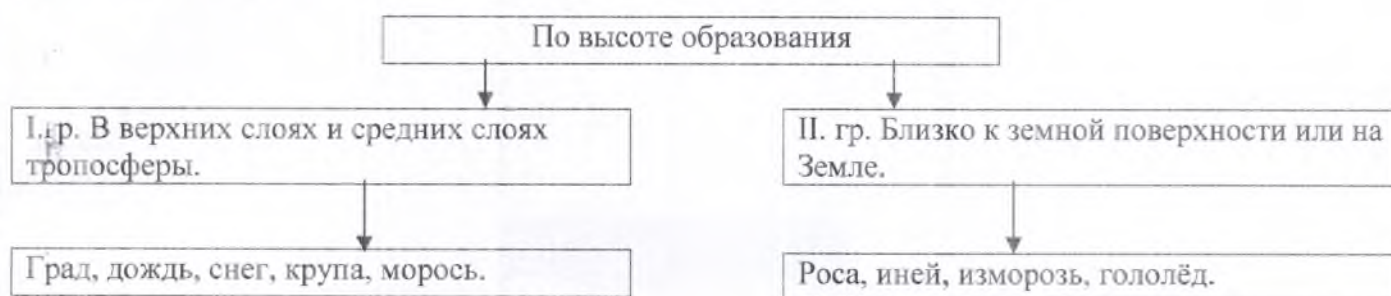 По высоте образования
I. гр. В верхних слоях и средних слоях
тропосферы.
II. гр. Близко к земной поверхности или на
Земле.
Град, дождь, снег, крупа, морось.
Роса, иней, изморозь, гололёд.